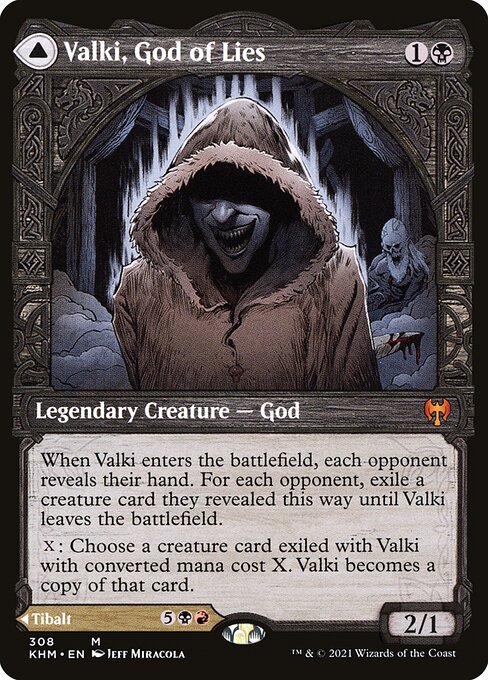 Valki, God of Lies 1
Legendary Creature — God
When Valki enters the battlefield, each opponent
reveals their hand. For each opponent, exile a
creature card they revealed this way until Valki
leaves the battlefield.
X: Choose a creature card exiled with Valki
with converted mana cost X. Valki becomes a
copy of that card.
Tibalt 5
2/1
308 M
KHM • EN Jeff Miracola
™ & © 2021 Wizards of the Coast